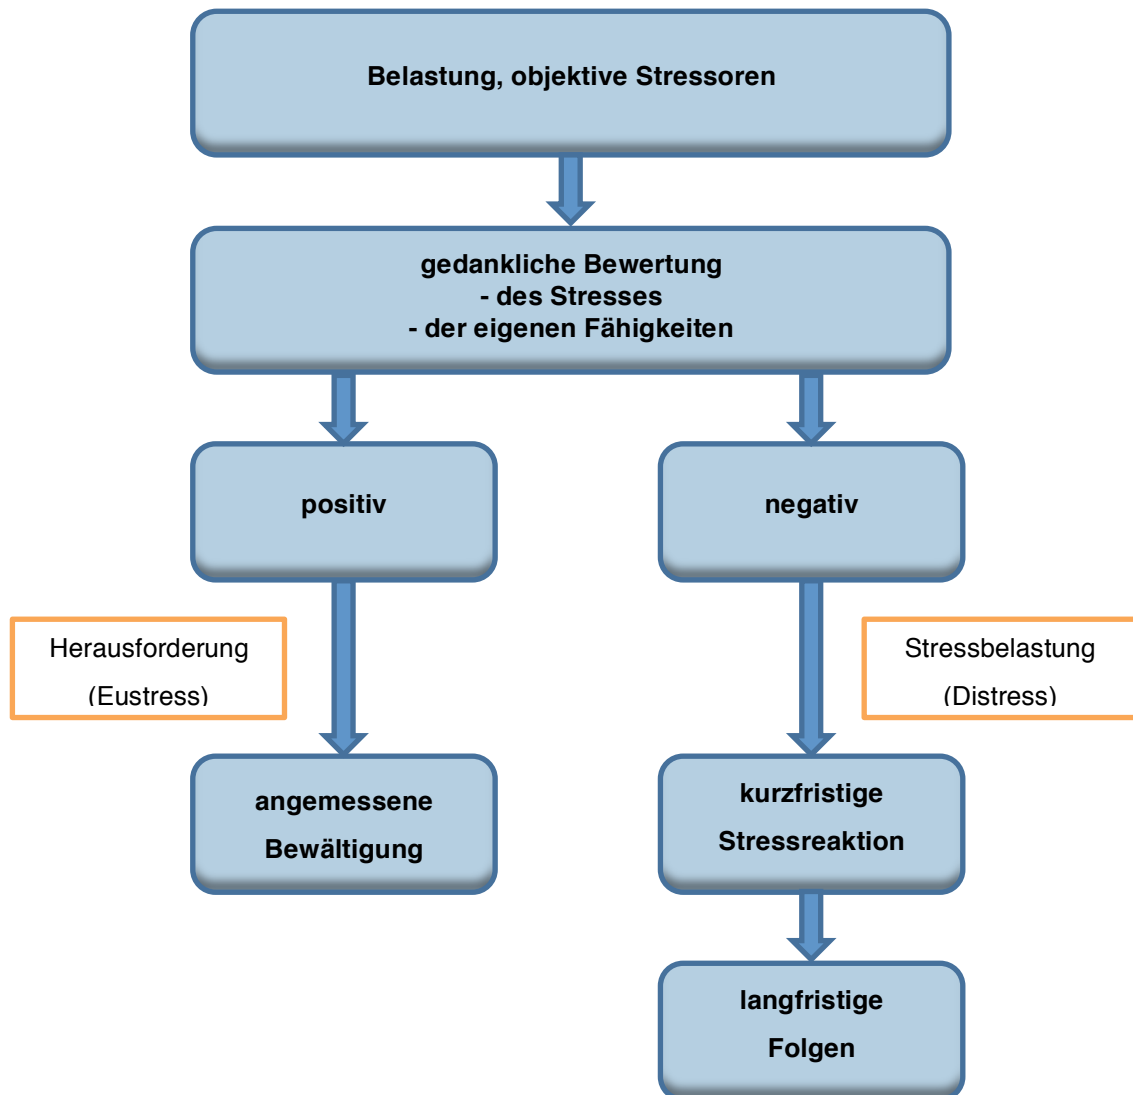 Belastung, objektive Stressoren
gedankliche Bewertung
- des Stresses
- der eigenen Fähigkeiten
positiv
negativ
Herausforderung
(Eustress)
Stressbelastung
(Distress)
angemessene
Bewältigung
kurzfristige
Stressreaktion
langfristige
Folgen